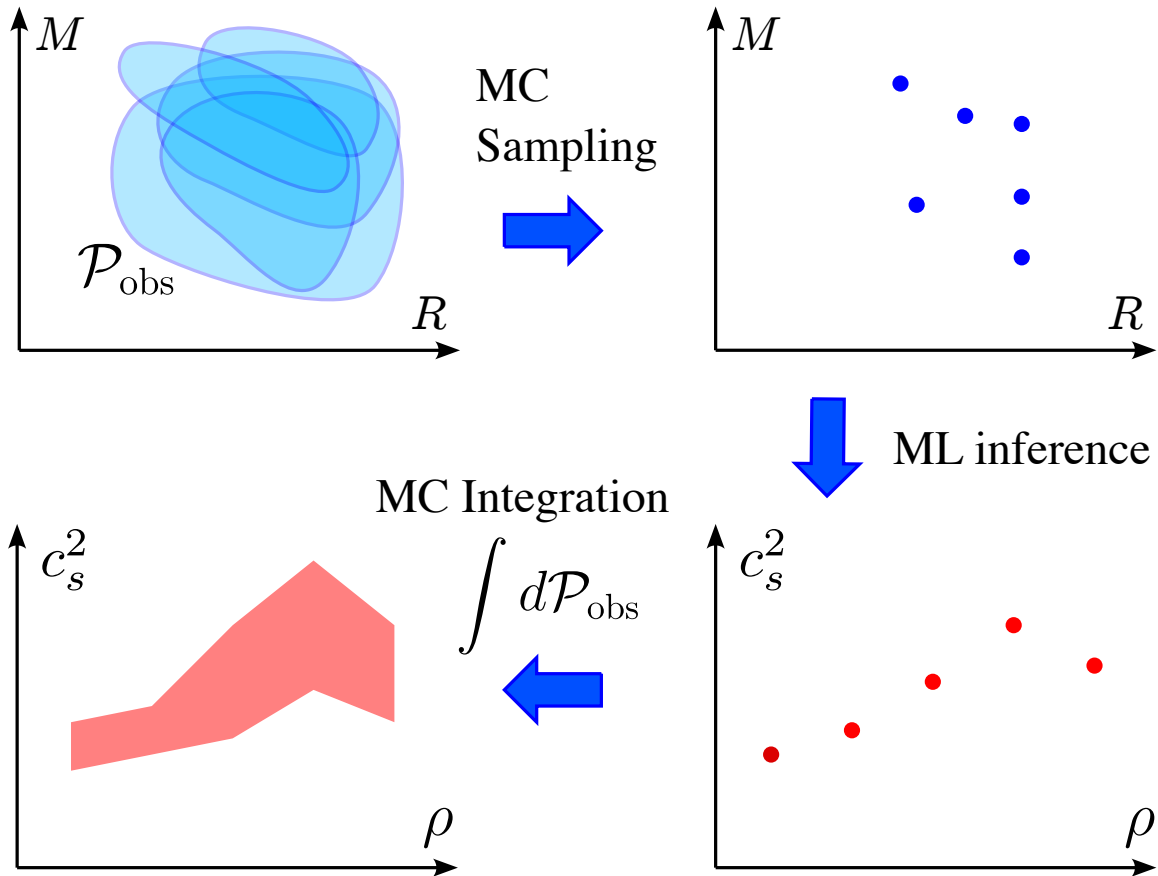 M
𝒫_obs
R
MC
Sampling
M
R
ML inference
c_s^2
ρ
MC Integration
∫ d𝒫_obs
c_s^2
ρ